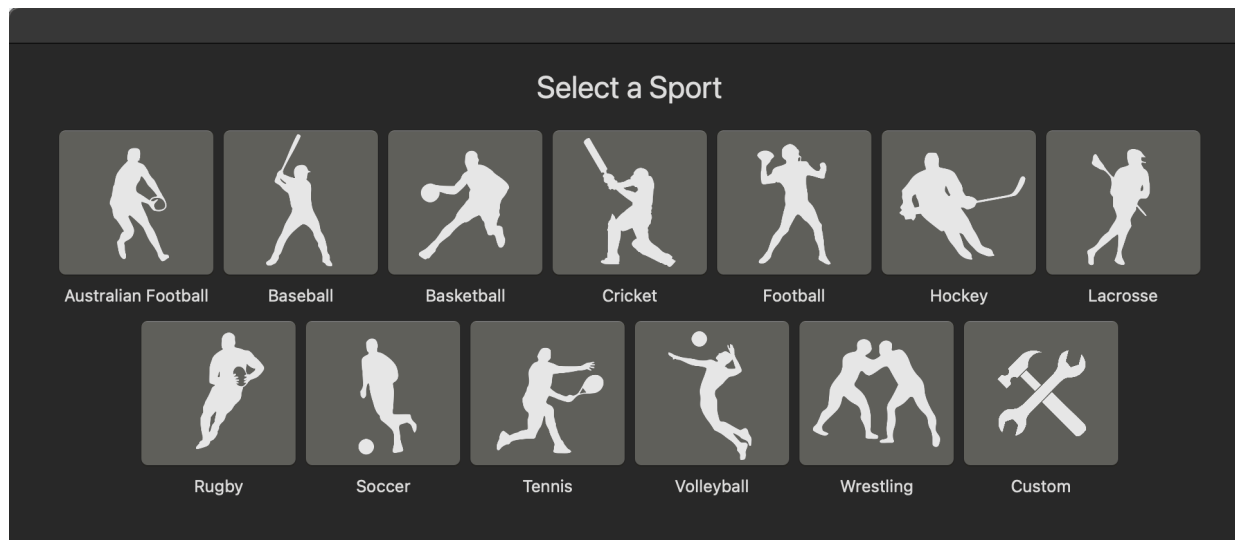 Select a Sport
Australian Football Baseball Basketball Cricket Football Hockey Lacrosse
Rugby Soccer Tennis Volleyball Wrestling Custom